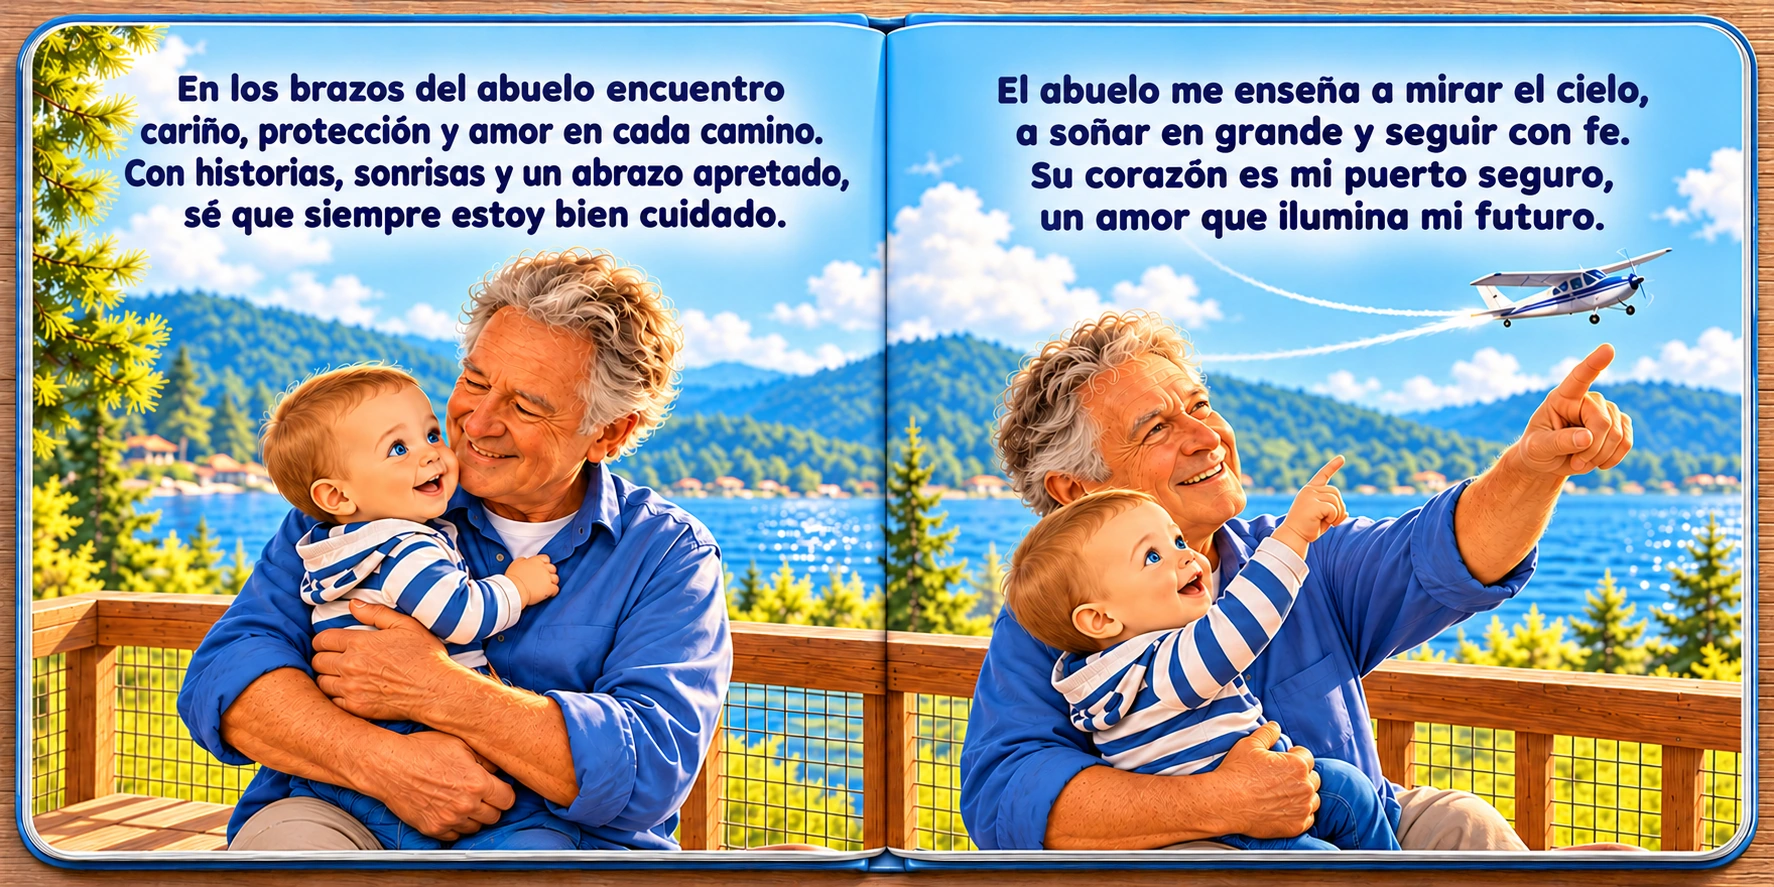 En los brazos del abuelo encuentro
cariño, protección y amor en cada camino.
Con historias, sonrisas y un abrazo apretado,
sé que siempre estoy bien cuidado.
El abuelo me enseña a mirar el cielo,
a soñar en grande y seguir con fe.
Su corazón es mi puerto seguro,
un amor que ilumina mi futuro.